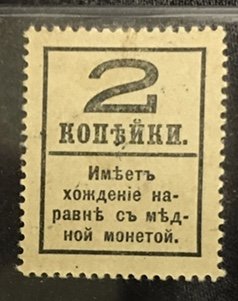 2
КОПѢЙКИ.
Имѣетъ
хожденіе на-
равнѣ съ мѣд-
ной монетой.